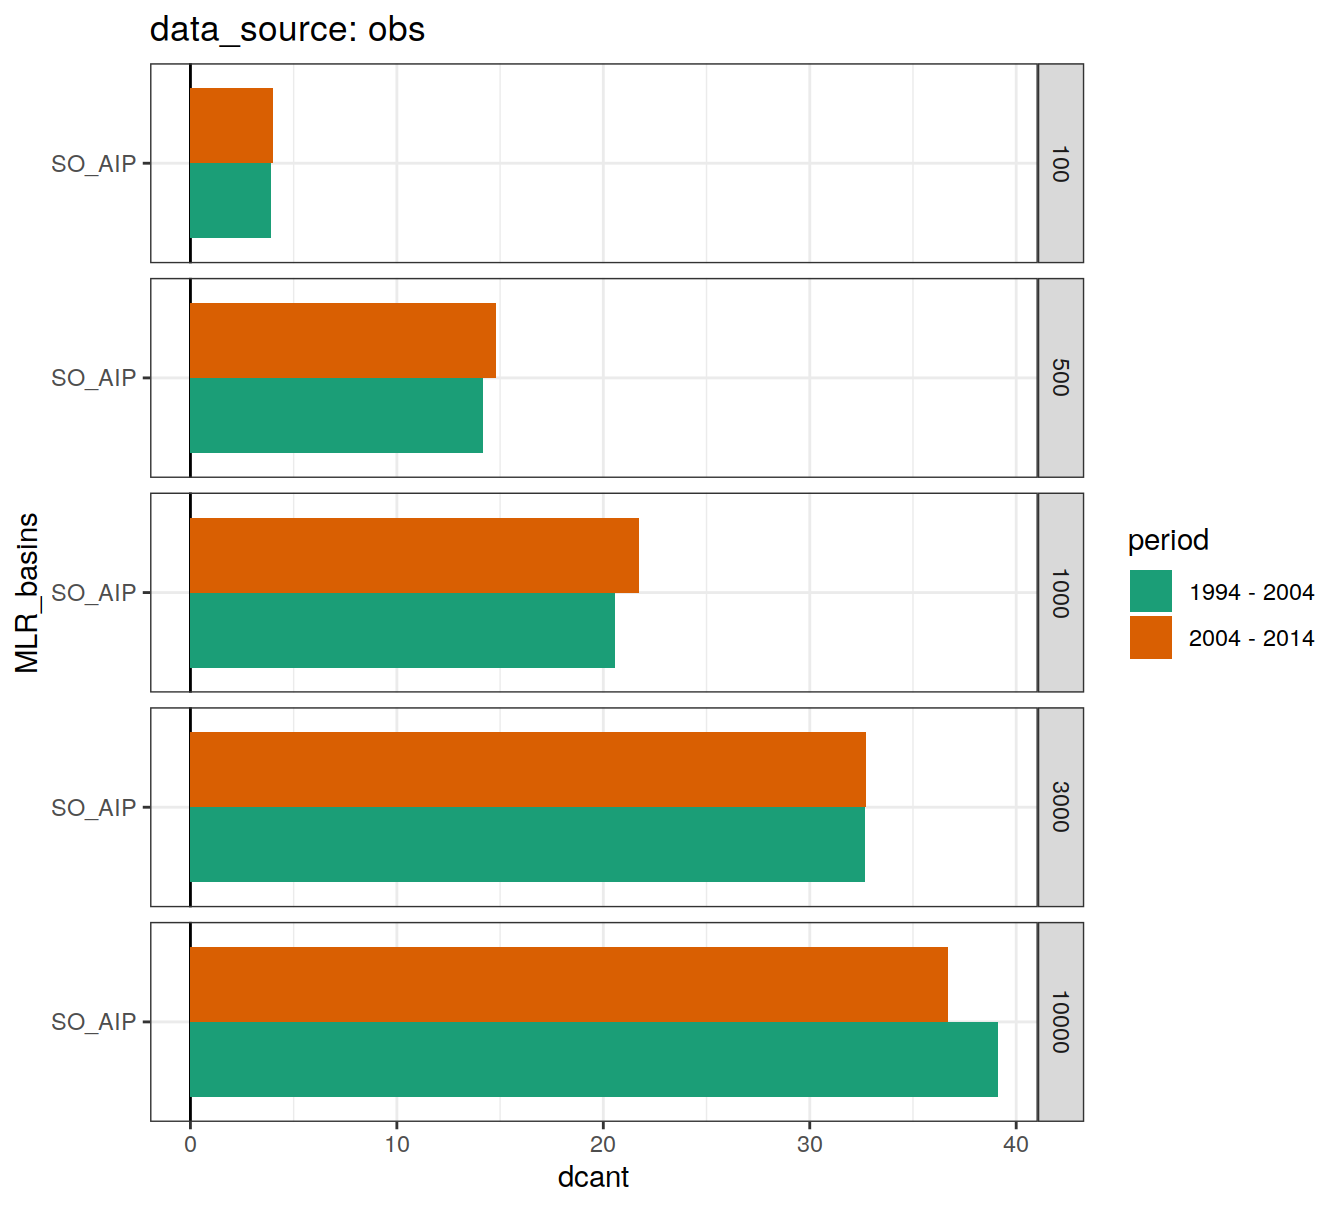 data_source: obs
SO_AIP
100
SO_AIP
500
SO_AIP
1000
SO_AIP
3000
SO_AIP
10000
MLR_basins
0 10 20 30 40
dcant
period
1994 - 2004
2004 - 2014